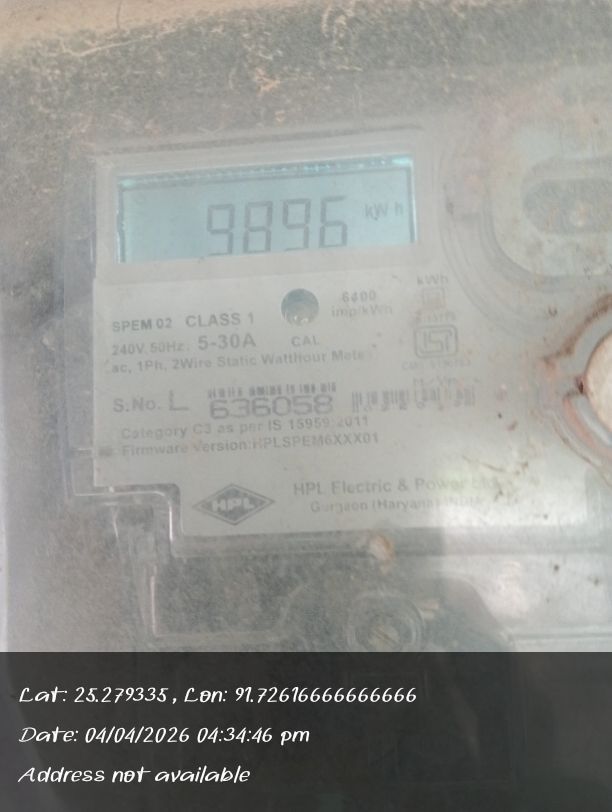 9896 kW h
6400
imp/kWh
kWh
SPEM 02 CLASS 1
240V, 50Hz, 5-30A CAL
ac, 1Ph, 2Wire Static Watthour Mete
S.No. L 636058
Category C3 as per IS 15959:2011
Firmware Version:HPLSPEM6XXX01
HPL
HPL Electric & Power
Gurgaon (Haryana) INDIA
Lat: 25.279335 , Lon: 91.72616666666666
Date: 04/04/2026 04:34:46 pm
Address not available